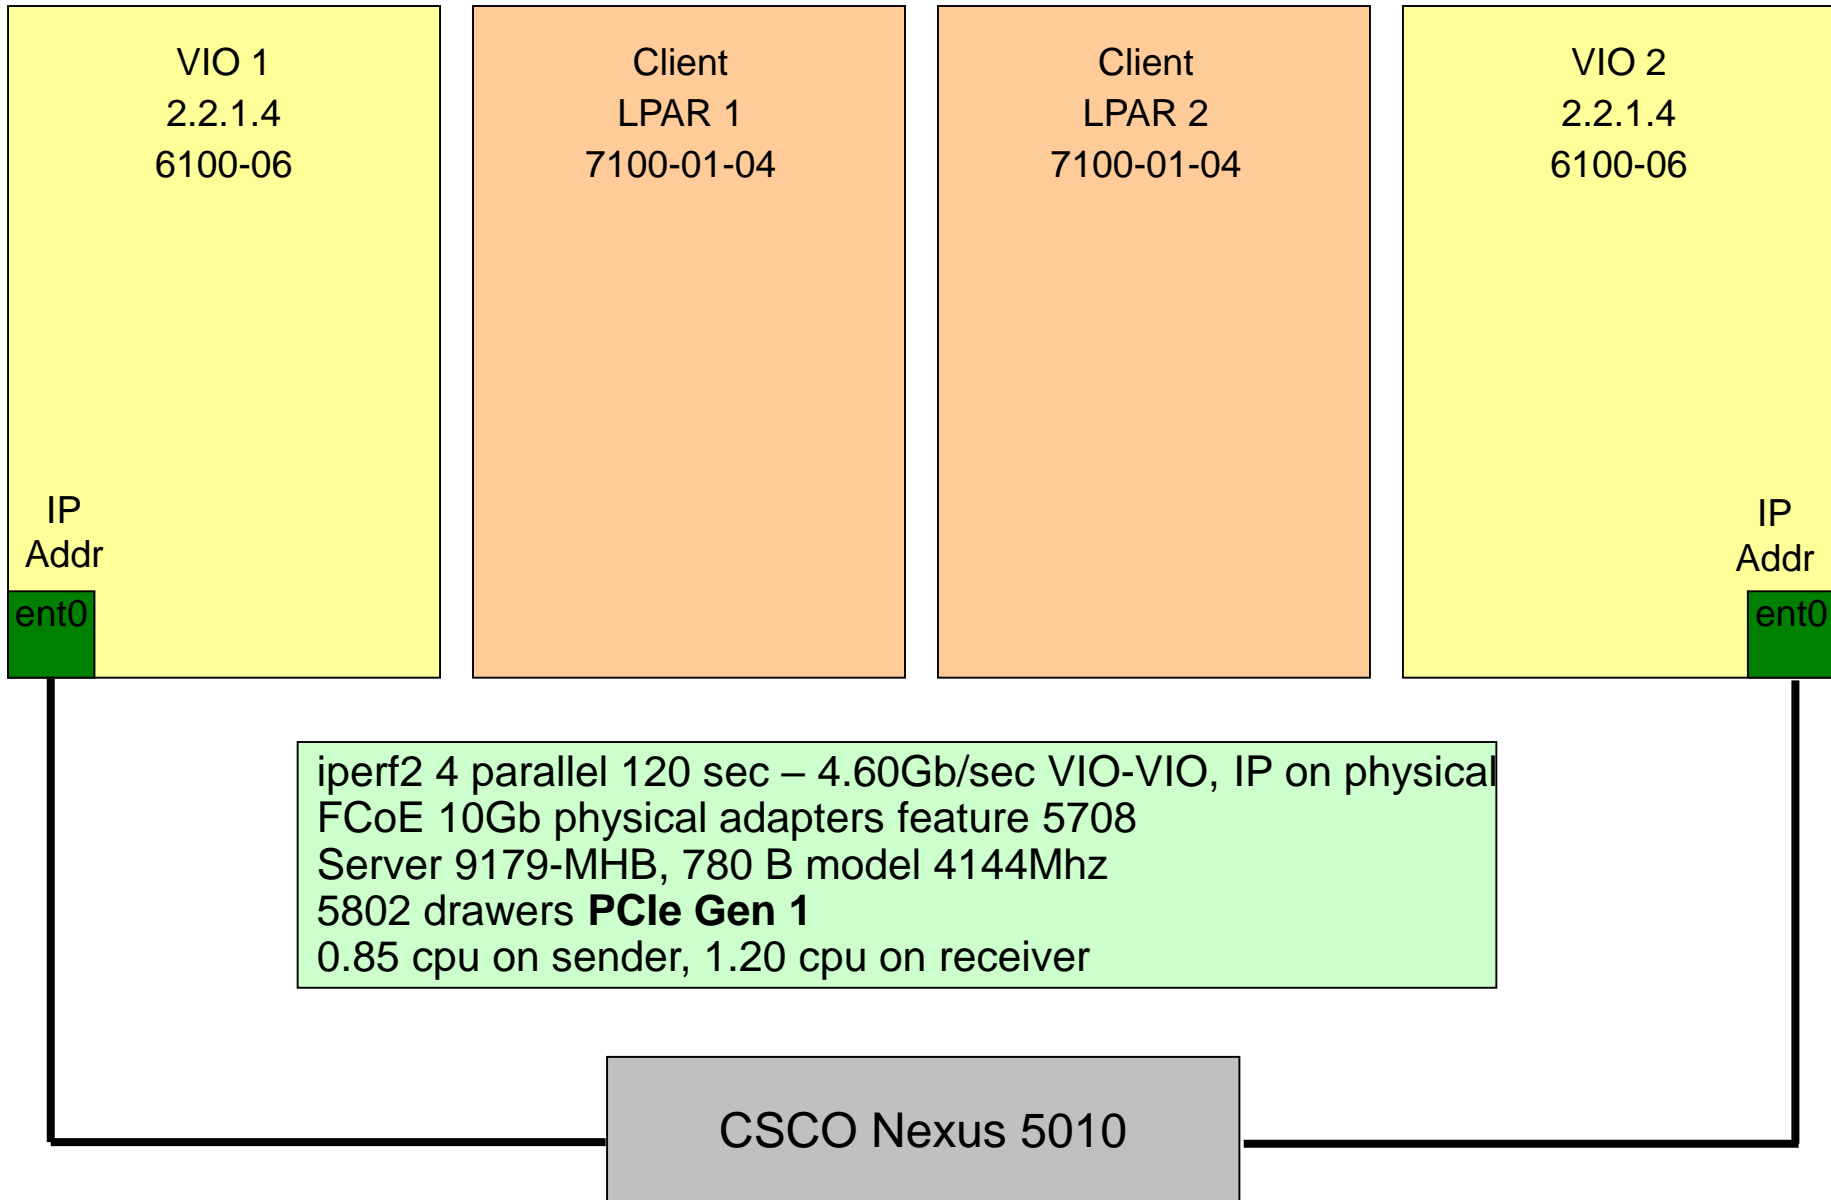 VIO 1
2.2.1.4
6100-06
Client
LPAR 1
7100-01-04
Client
LPAR 2
7100-01-04
VIO 2
2.2.1.4
6100-06
IP
Addr
ent0
IP
Addr
ent0
iperf2 4 parallel 120 sec – 4.60Gb/sec VIO-VIO, IP on physical
FCoE 10Gb physical adapters feature 5708
Server 9179-MHB, 780 B model 4144Mhz
5802 drawers PCIe Gen 1
0.85 cpu on sender, 1.20 cpu on receiver
CSCO Nexus 5010